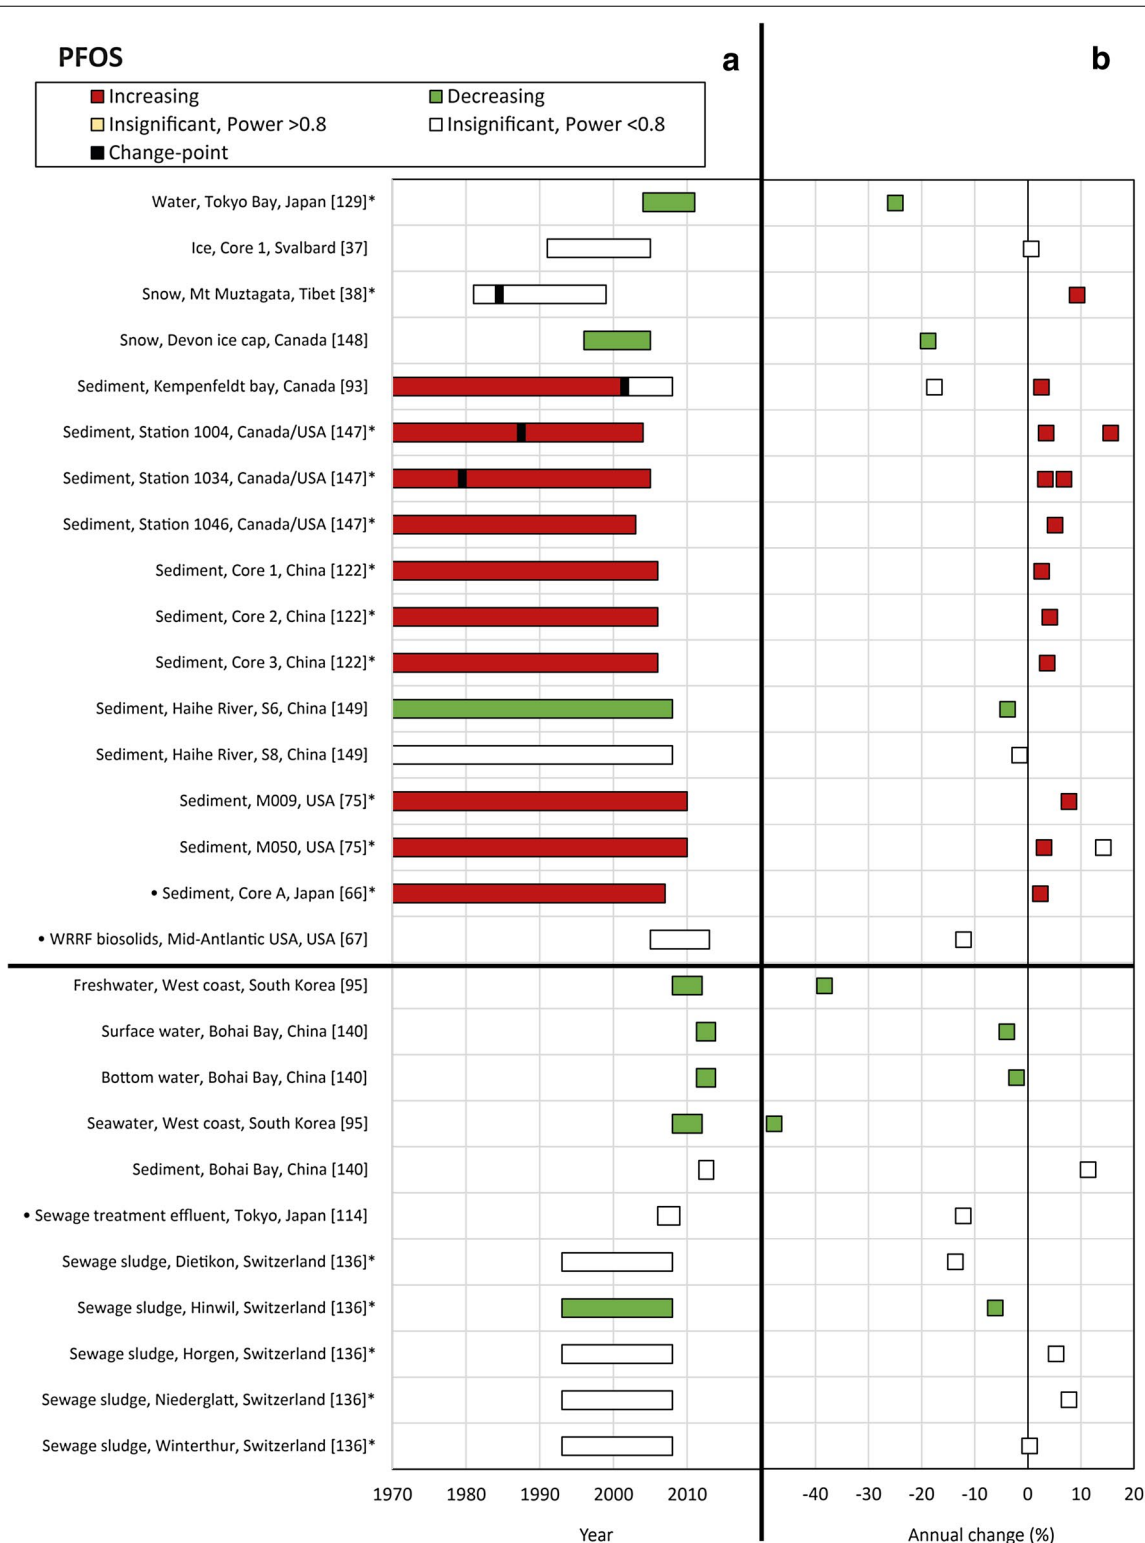 PFOS
a
b
Increasing
Decreasing
Insignificant, Power >0.8
Insignificant, Power <0.8
Change-point
Water, Tokyo Bay, Japan [129]*
Ice, Core 1, Svalbard [37]
Snow, Mt Muztagata, Tibet [38]*
Snow, Devon ice cap, Canada [148]
Sediment, Kempenfeldt bay, Canada [93]
Sediment, Station 1004, Canada/USA [147]*
Sediment, Station 1034, Canada/USA [147]*
Sediment, Station 1046, Canada/USA [147]*
Sediment, Core 1, China [122]*
Sediment, Core 2, China [122]*
Sediment, Core 3, China [122]*
Sediment, Haihe River, S6, China [149]
Sediment, Haihe River, S8, China [149]
Sediment, M009, USA [75]*
Sediment, M050, USA [75]*
• Sediment, Core A, Japan [66]*
• WRRF biosolids, Mid-Antlantic USA, USA [67]
Freshwater, West coast, South Korea [95]
Surface water, Bohai Bay, China [140]
Bottom water, Bohai Bay, China [140]
Seawater, West coast, South Korea [95]
Sediment, Bohai Bay, China [140]
• Sewage treatment effluent, Tokyo, Japan [114]
Sewage sludge, Dietikon, Switzerland [136]*
Sewage sludge, Hinwil, Switzerland [136]*
Sewage sludge, Horgen, Switzerland [136]*
Sewage sludge, Niederglatt, Switzerland [136]*
Sewage sludge, Winterthur, Switzerland [136]*
1970 1980 1990 2000 2010
-40 -30 -20 -10 0 10 20
Year
Annual change (%)